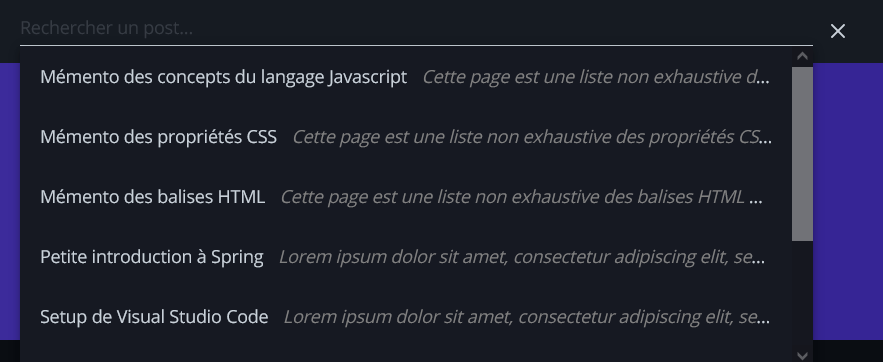 Rechercher un post...
Mémento des concepts du langage Javascript Cette page est une liste non exhaustive d...
Mémento des propriétés CSS Cette page est une liste non exhaustive des propriétés CS...
Mémento des balises HTML Cette page est une liste non exhaustive des balises HTML ...
Petite introduction à Spring Lorem ipsum dolor sit amet, consectetur adipiscing elit, se...
Setup de Visual Studio Code Lorem ipsum dolor sit amet, consectetur adipiscing elit, se...